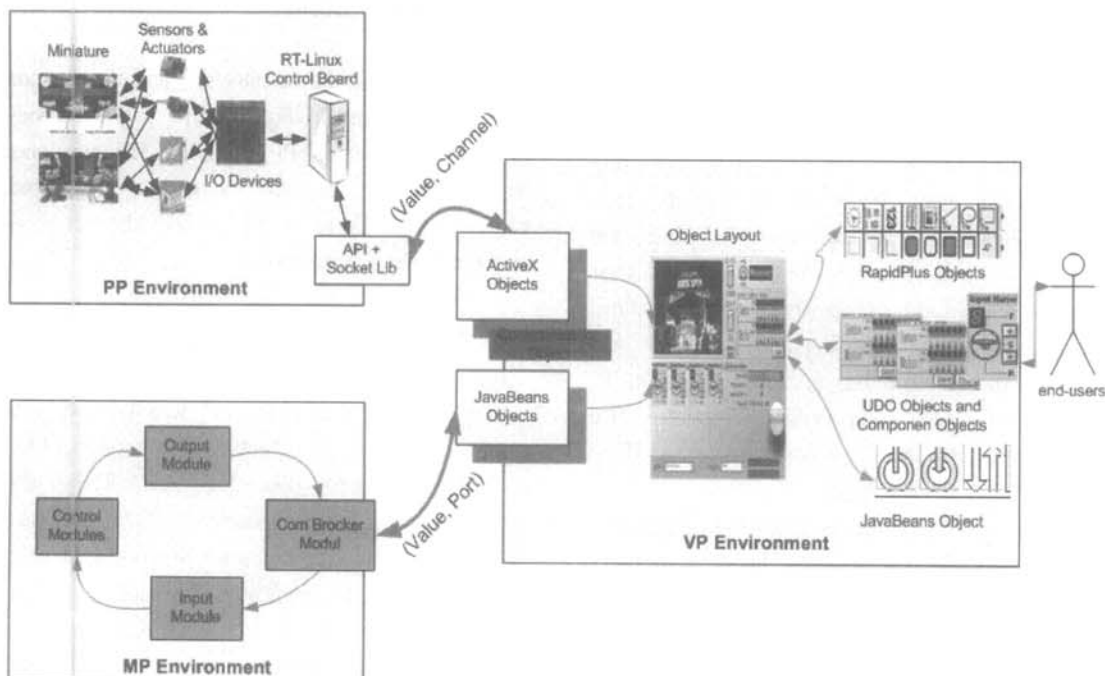 Miniature
Sensors &
Actuators
RT-Linux
Control Board
I/O Devices
API +
Socket Lib
PP Environment
(Value, Channel)
ActiveX
Objects
JavaBeans
Objects
Object Layout
RapidPlus Objects
UDO Objects and
Componen Objects
JavaBeans Object
end-users
VP Environment
(Value, Port)
Output
Module
Control
Modules
Com Brocker
Modul
Input
Module
MP Environment